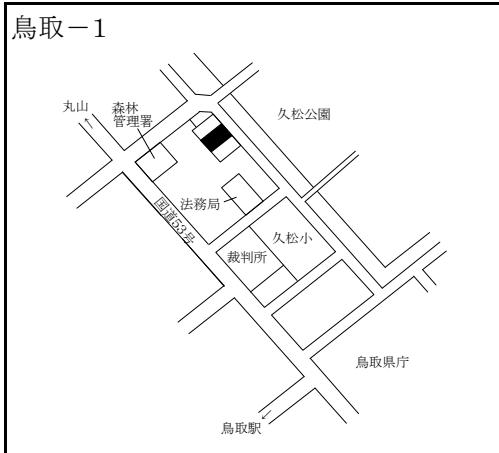 鳥取－1
丸山
←
森林
管理署
久松公園
国道53号
法務局
久松小
裁判所
鳥取県庁
←
鳥取駅